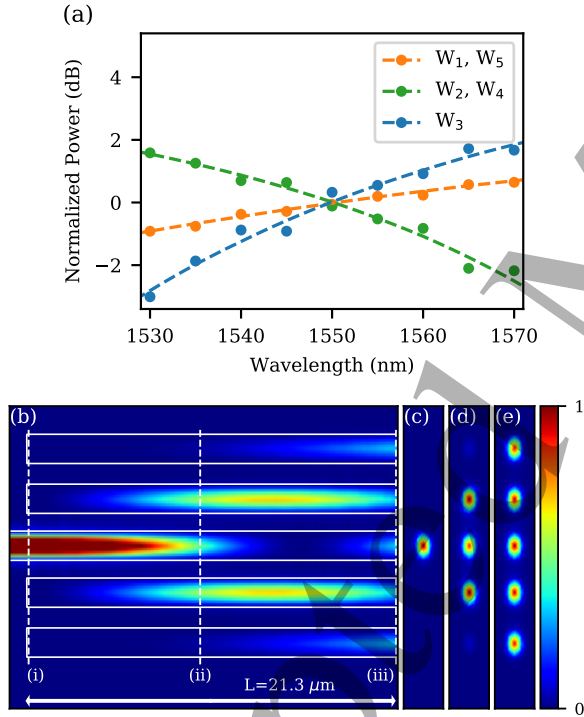 (a)
Normalized Power (dB)
4
2
0
−2
W₁, W₅
W₂, W₄
W₃
1530 1540 1550 1560 1570
Wavelength (nm)
(b) (c) (d) (e)
1
0
(i) (ii) (iii)
L=21.3 μm